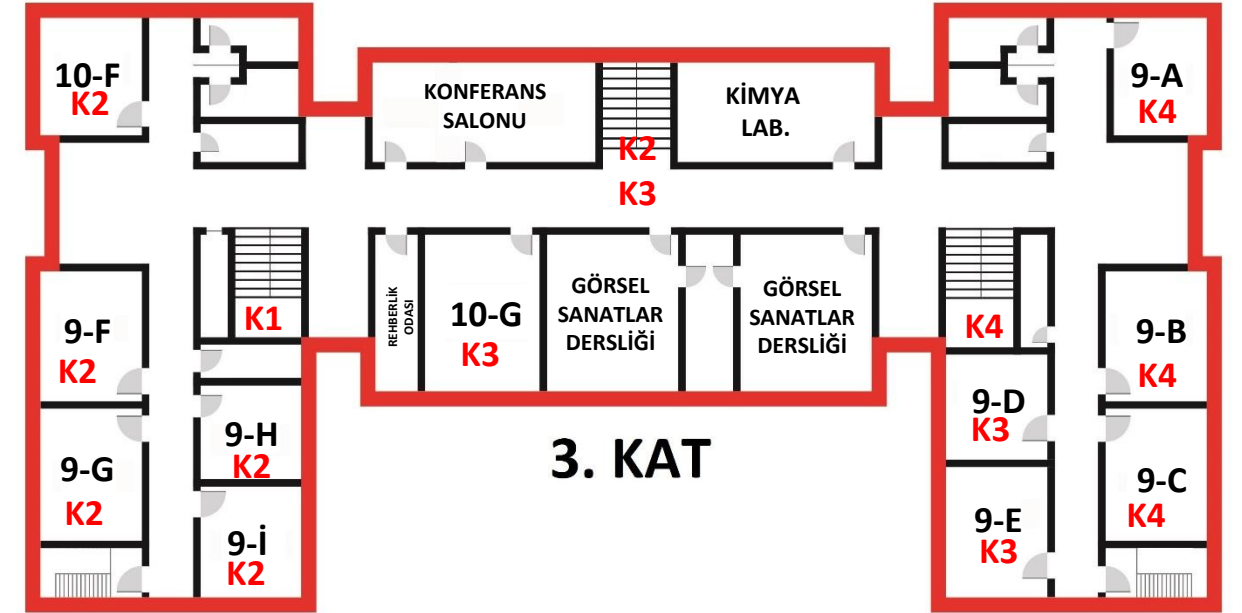 10-F
K2
KONFERANS
SALONU
K2
K3
KİMYA
LAB.
9-A
K4
K1
REHBERLİK
ODASI
10-G
K3
GÖRSEL
SANATLAR
DERSLİĞİ
GÖRSEL
SANATLAR
DERSLİĞİ
K4
9-F
K2
9-B
K4
9-H
K2
9-D
K3
9-G
K2
3. KAT
9-C
K4
9-İ
K2
9-E
K3